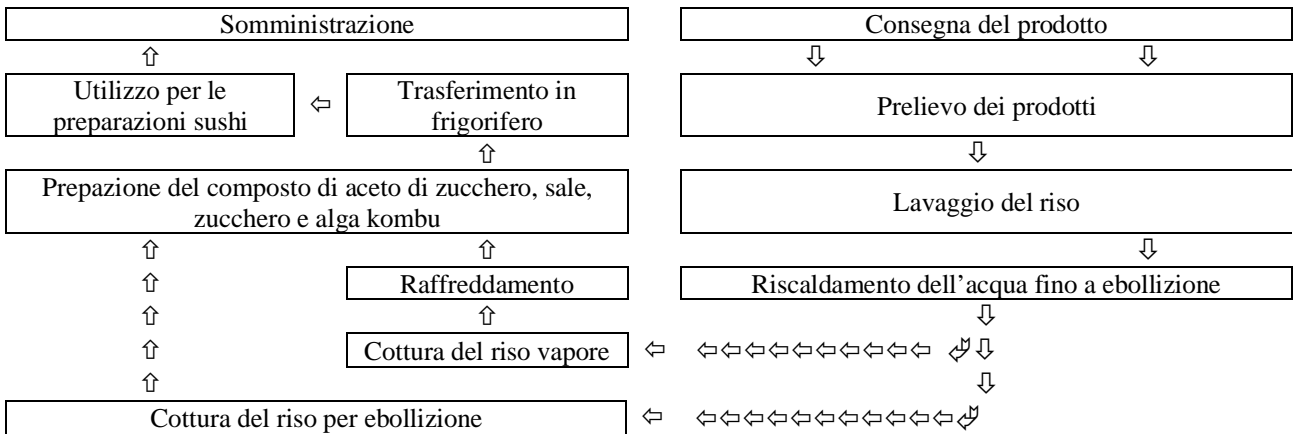 Somministrazione
Consegna del prodotto
⇧
⇩ ⇩
Utilizzo per le
preparazioni sushi
⇦
Trasferimento in
frigorifero
Prelievo dei prodotti
⇧
⇩
Prepazione del composto di aceto di zucchero, sale,
zucchero e alga kombu
Lavaggio del riso
⇧ ⇧
⇩
⇧
Raffreddamento
Riscaldamento dell’acqua fino a ebollizione
⇧ ⇧
⇩
⇧
Cottura del riso vapore
⇦ ⇦⇦⇦⇦⇦⇦⇦⇦⇦⇦ ⇩
⇧
⇩
Cottura del riso per ebollizione
⇦ ⇦⇦⇦⇦⇦⇦⇦⇦⇦⇦⇦